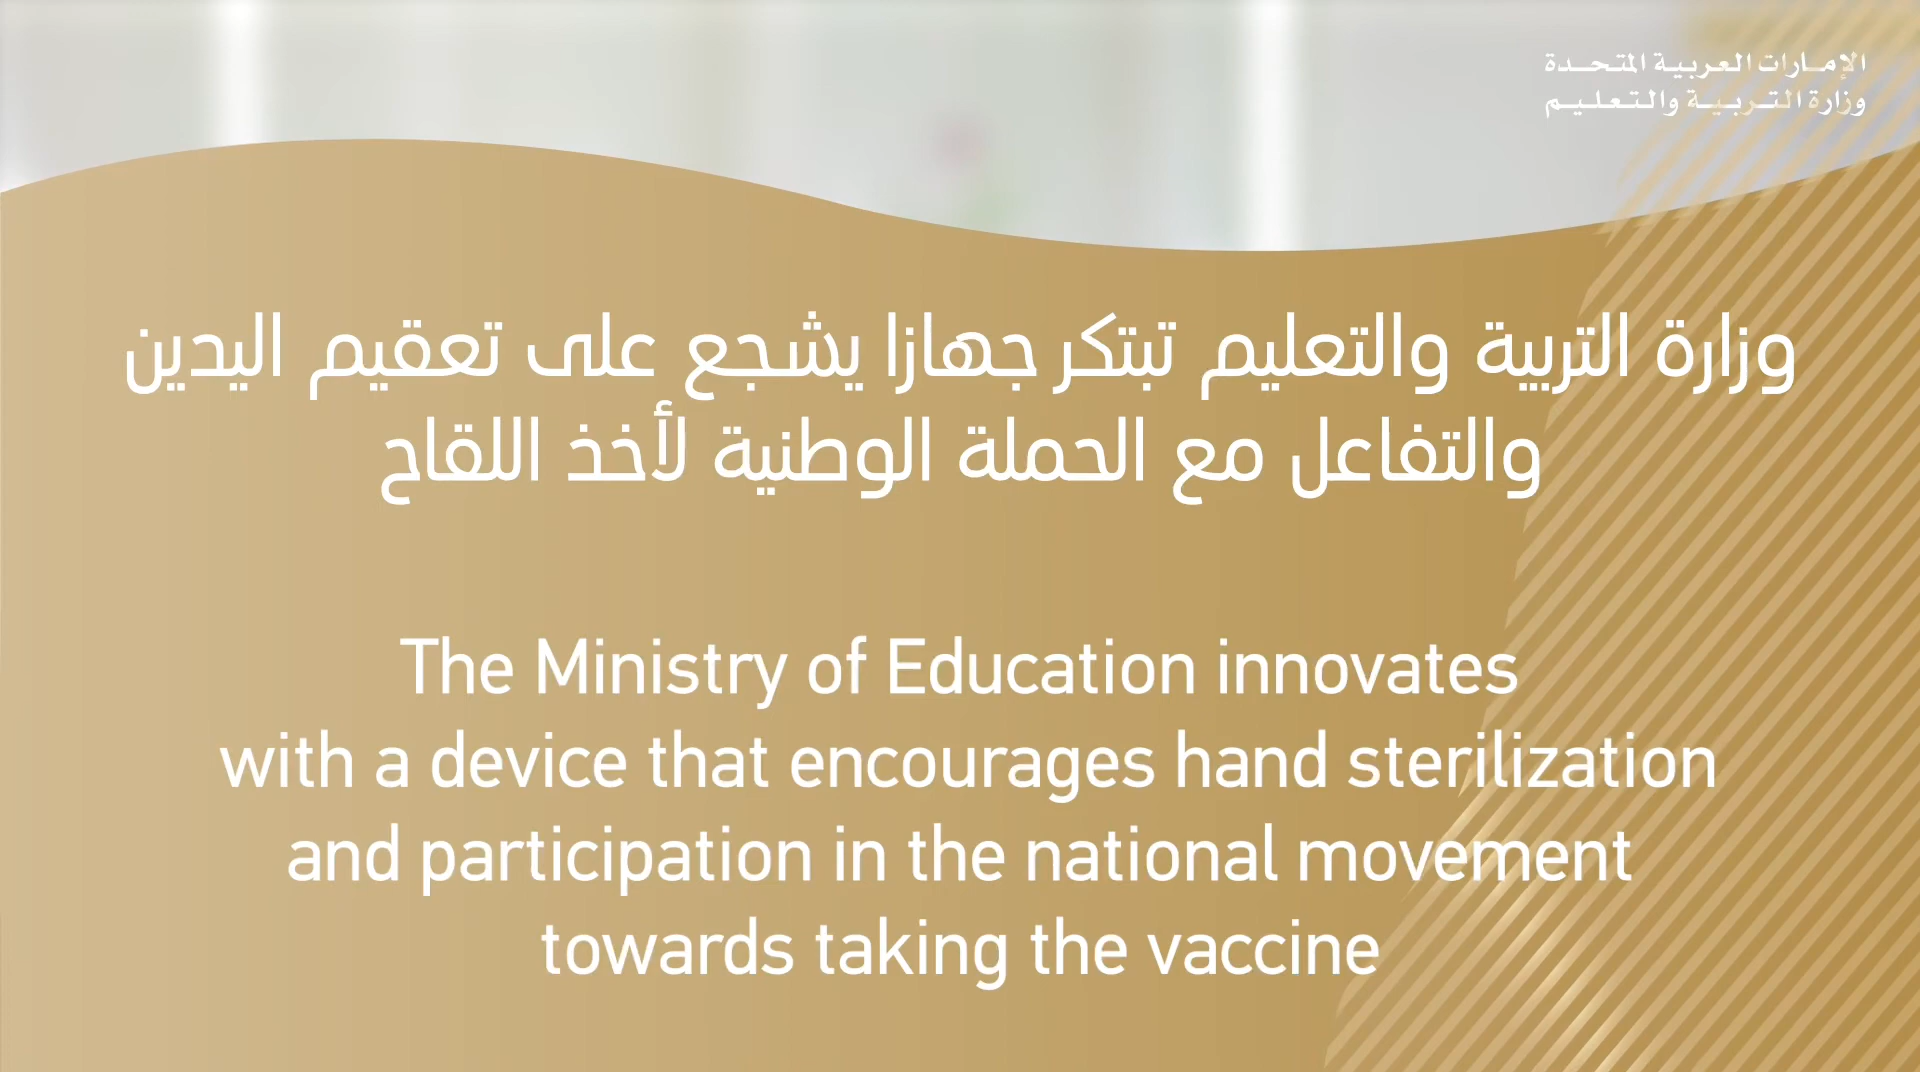 الإمارات العربية المتحدة
وزارة التربية والتعليم
وزارة التربية والتعليم تبتكر جهازا يشجع على تعقيم اليدين
والتفاعل مع الحملة الوطنية لأخذ اللقاح
The Ministry of Education innovates
with a device that encourages hand sterilization
and participation in the national movement
towards taking the vaccine